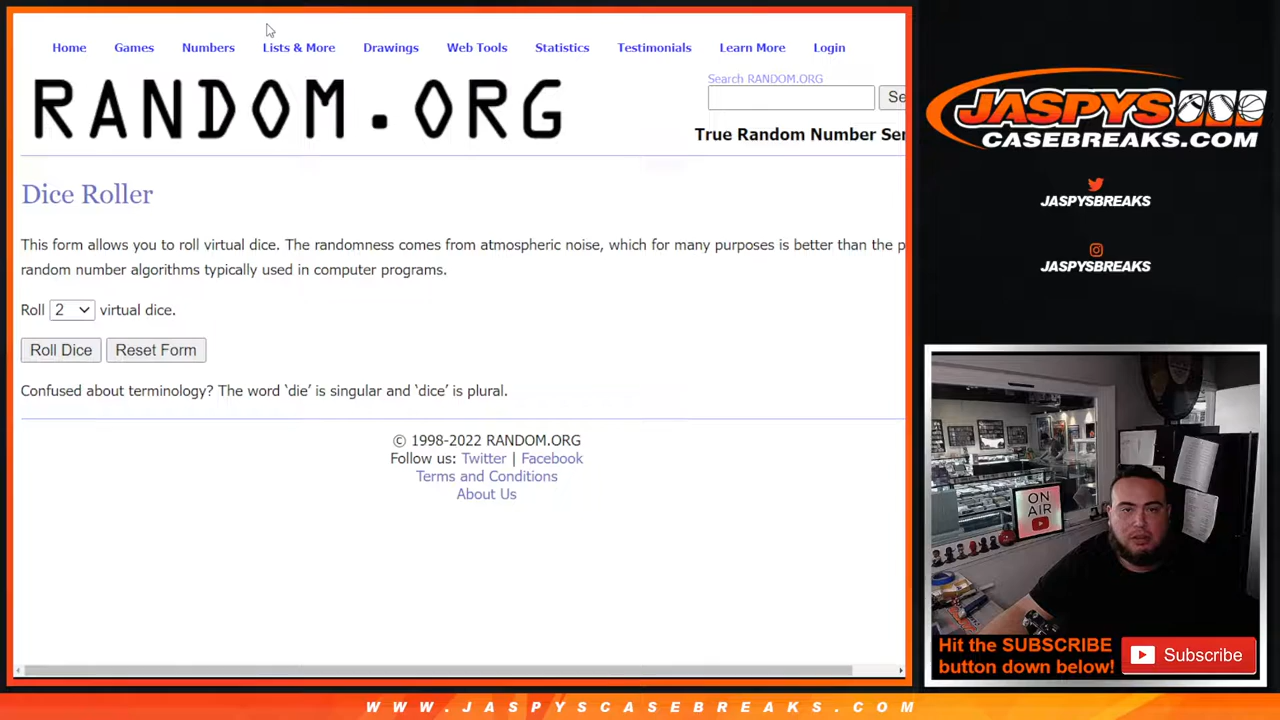 Home Games Numbers Lists & More Drawings Web Tools Statistics Testimonials Learn More Login
RANDOM.ORG
Search RANDOM.ORG
Se
True Random Number Ser
Dice Roller
This form allows you to roll virtual dice. The randomness comes from atmospheric noise, which for many purposes is better than the p
random number algorithms typically used in computer programs.
Roll 2 virtual dice.
Roll Dice Reset Form
Confused about terminology? The word ‘die’ is singular and ‘dice’ is plural.
© 1998-2022 RANDOM.ORG
Follow us: Twitter | Facebook
Terms and Conditions
About Us
JASPYS
CASEBREAKS.COM
JASPYSBREAKS
JASPYSBREAKS
ON
AIR
Hit the SUBSCRIBE
button down below!
Subscribe
WWW.JASPYSCASEBREAKS.COM